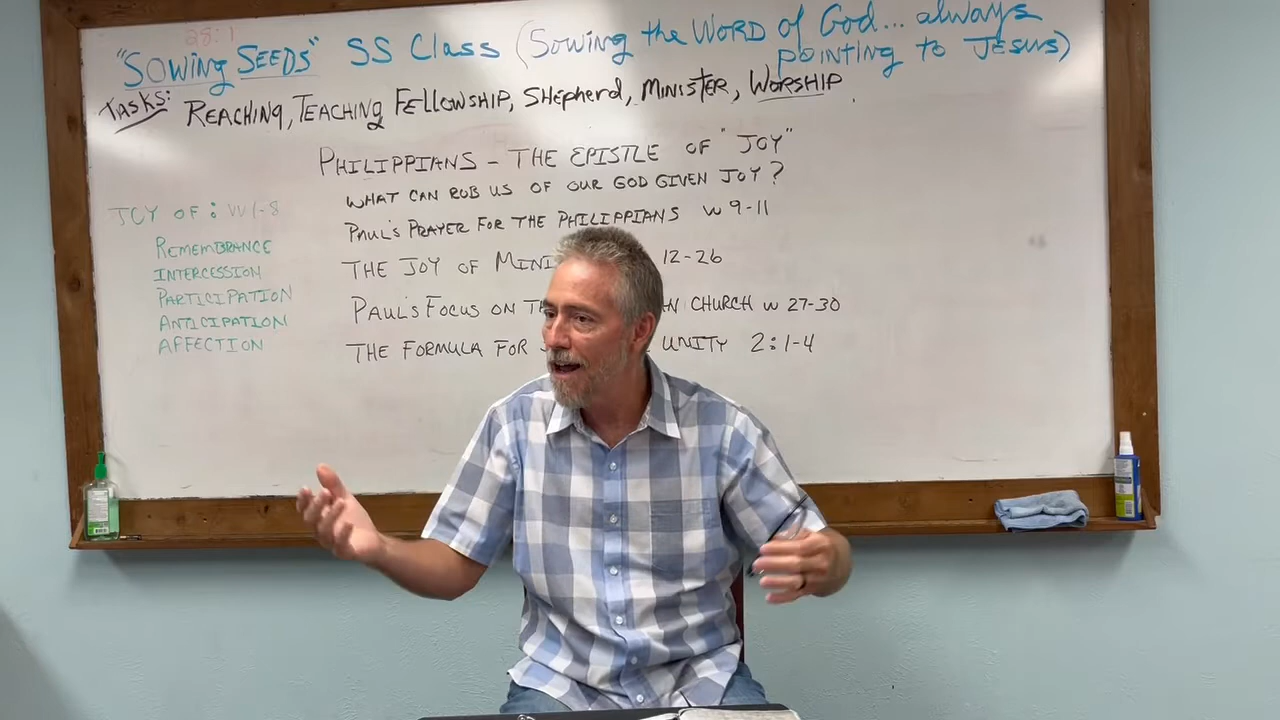 28:1
"SOWING SEEDS" SS Class (SOWING the WORD of God... always
pointing to JESUS)
TASKS: REACHING, TEACHING FELLOWSHIP, SHEPherd, MINISTER, WORSHIP
PHILIPPIANS - THE EPISTLE OF "JOY"
WHAT CAN ROB US OF OUR GOD GIVEN JOY?
PAUL'S PRAYER FOR THE PHILIPPIANS W 9-11
THE JOY OF MINI 12-26
PAUL'S FOCUS ON CHURCH W 27-30
THE FORMULA FOR UNITY 2:1-4
JOY OF: VV 1-8
REMEMBRANCE
INTERCESSION
PARTICIPATION
ANTICIPATION
AFFECTION